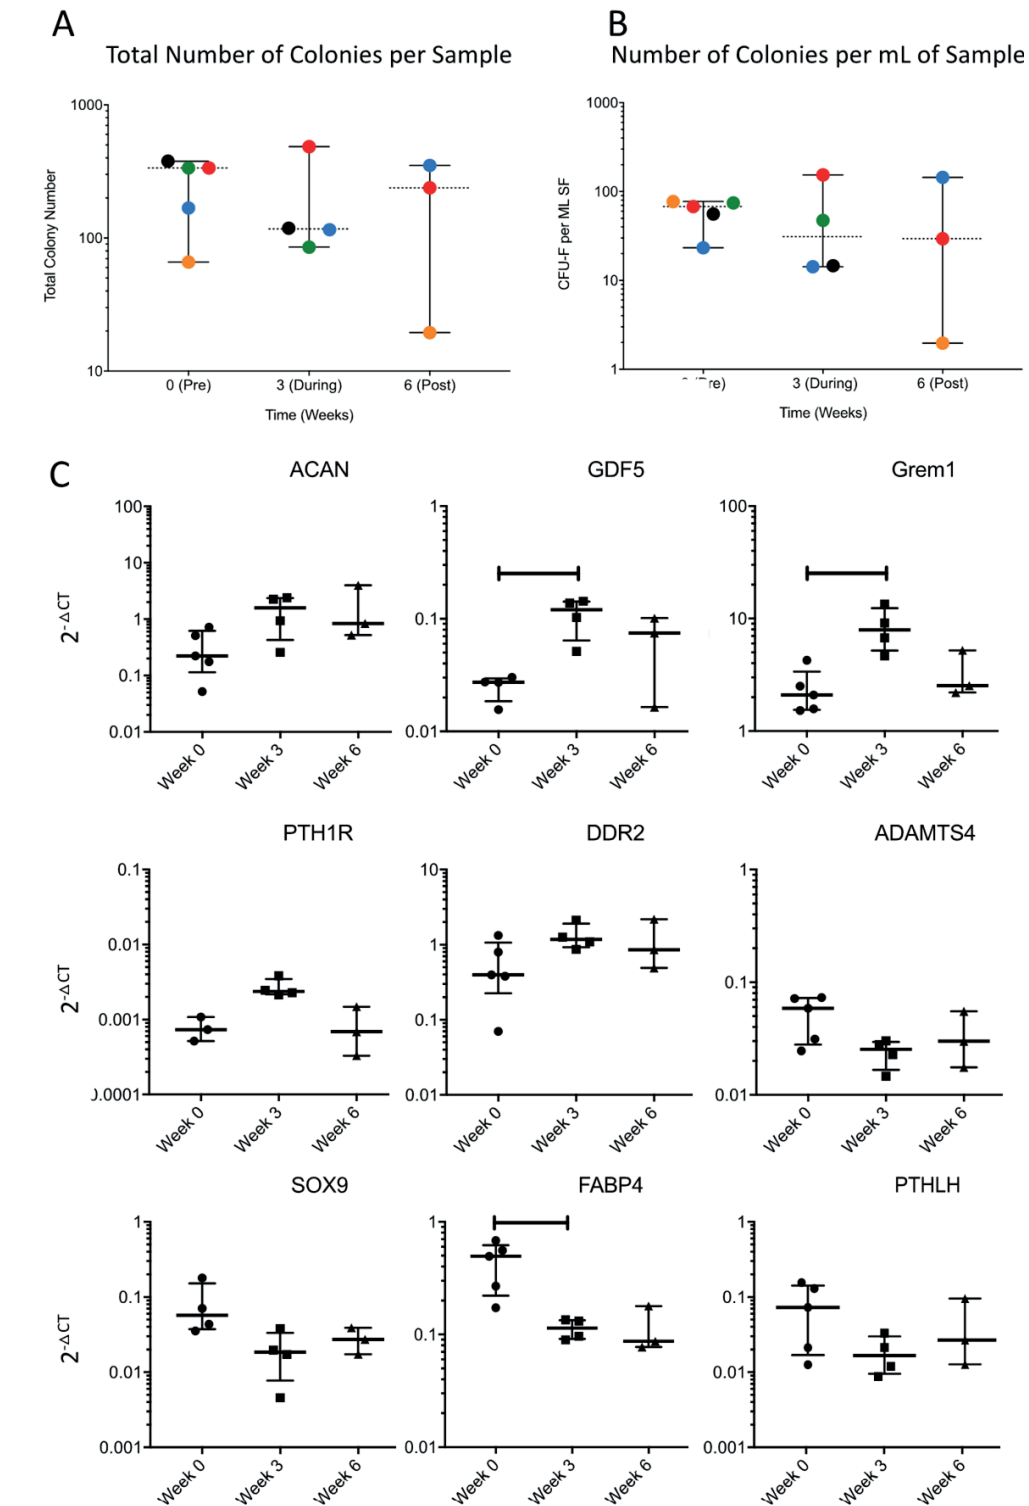 A
B
Total Number of Colonies per Sample
Number of Colonies per mL of Sample
1000
100
10
Total Colony Number
0 (Pre)
3 (During)
6 (Post)
Time (Weeks)
1000
100
10
1
CFU-F per ML SF
3 (During)
6 (Post)
Time (Weeks)
C
ACAN
GDF5
Grem1
2-ΔCT
100
10
1
0.1
0.01
Week 0
Week 3
Week 6
1
0.1
0.01
Week 0
Week 3
Week 6
100
10
1
Week 0
Week 3
Week 6
PTH1R
DDR2
ADAMTS4
2-ΔCT
0.1
0.01
0.001
0.0001
Week 0
Week 3
Week 6
10
1
0.1
0.01
Week 0
Week 3
Week 6
1
0.1
0.01
Week 0
Week 3
Week 6
SOX9
FABP4
PTHLH
2-ΔCT
1
0.1
0.01
0.001
Week 0
Week 3
Week 6
1
0.1
0.01
Week 0
Week 3
Week 6
1
0.1
0.01
0.001
Week 0
Week 3
Week 6